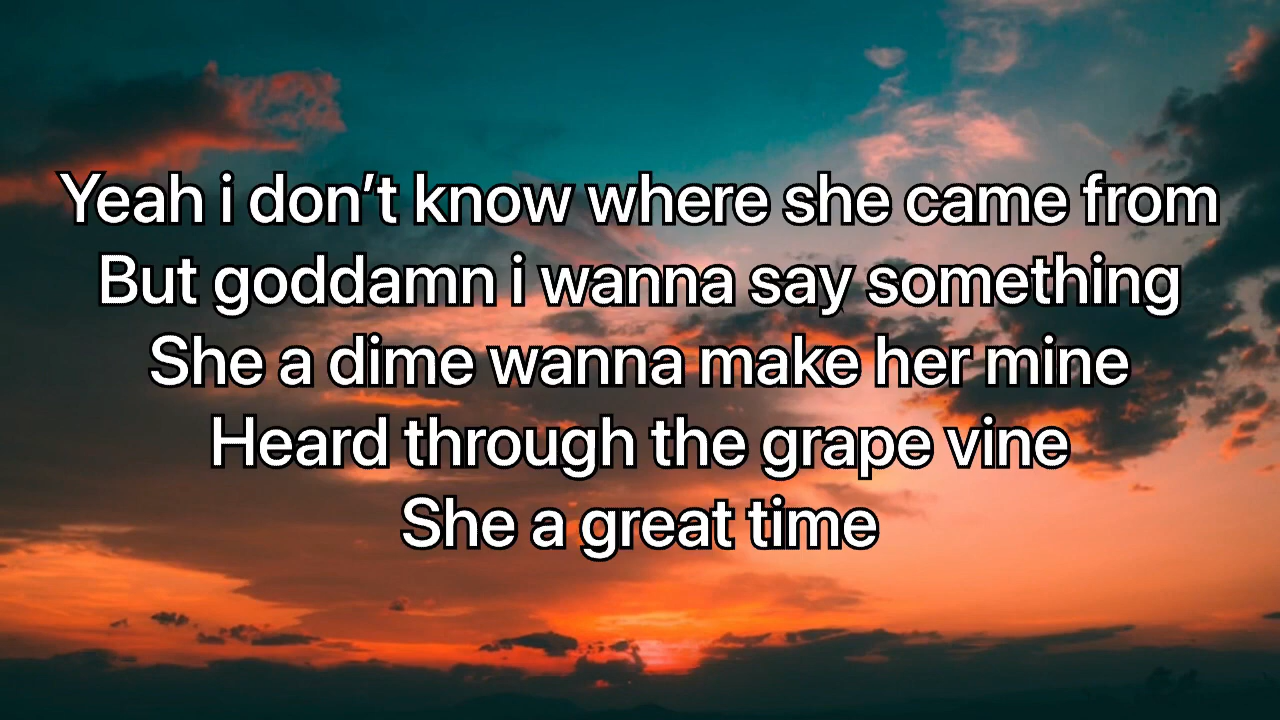 Yeah i don’t know where she came from
But goddamn i wanna say something
She a dime wanna make her mine
Heard through the grape vine
She a great time